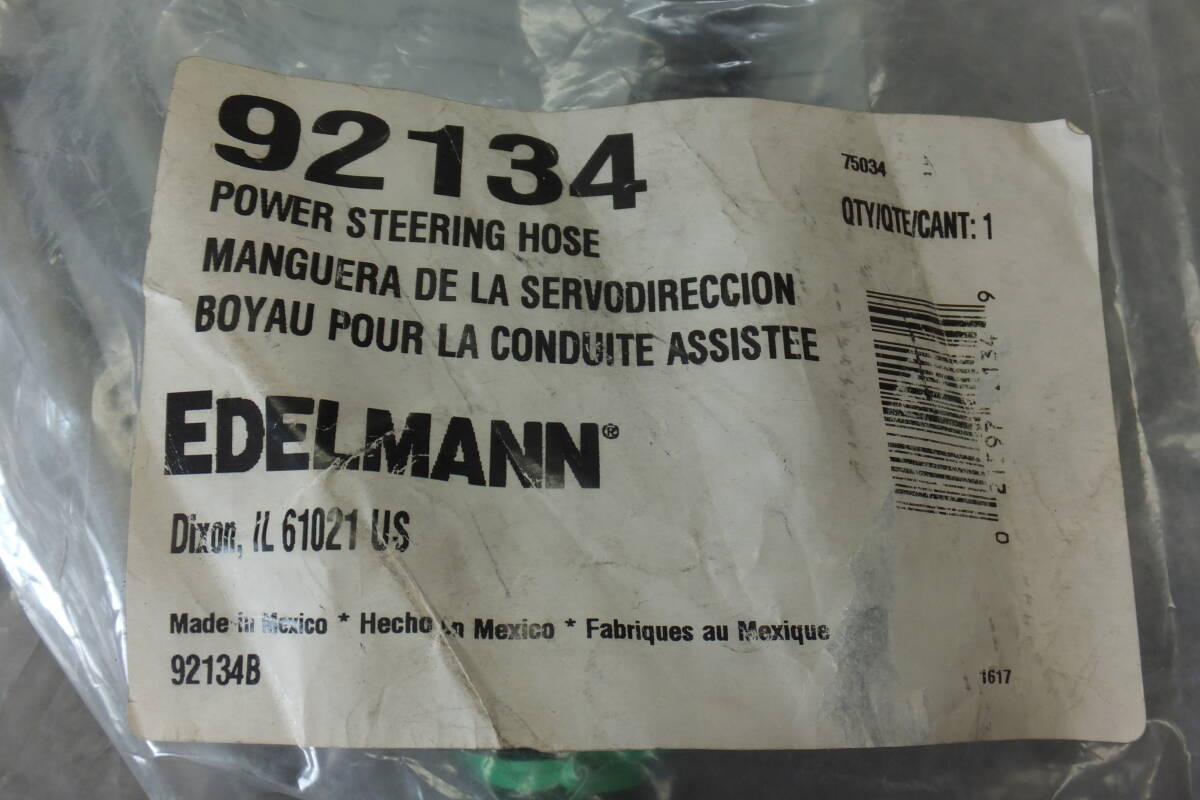 92134
POWER STEERING HOSE
MANGUERA DE LA SERVODIRECCION
BOYAU POUR LA CONDUITE ASSISTEE
EDELMANN®
Dixon, IL 61021 US
Made in Mexico * Hecho in Mexico * Fabriques au Mexique
92134B
75034
QTY/QTE/CANT: 1
1617